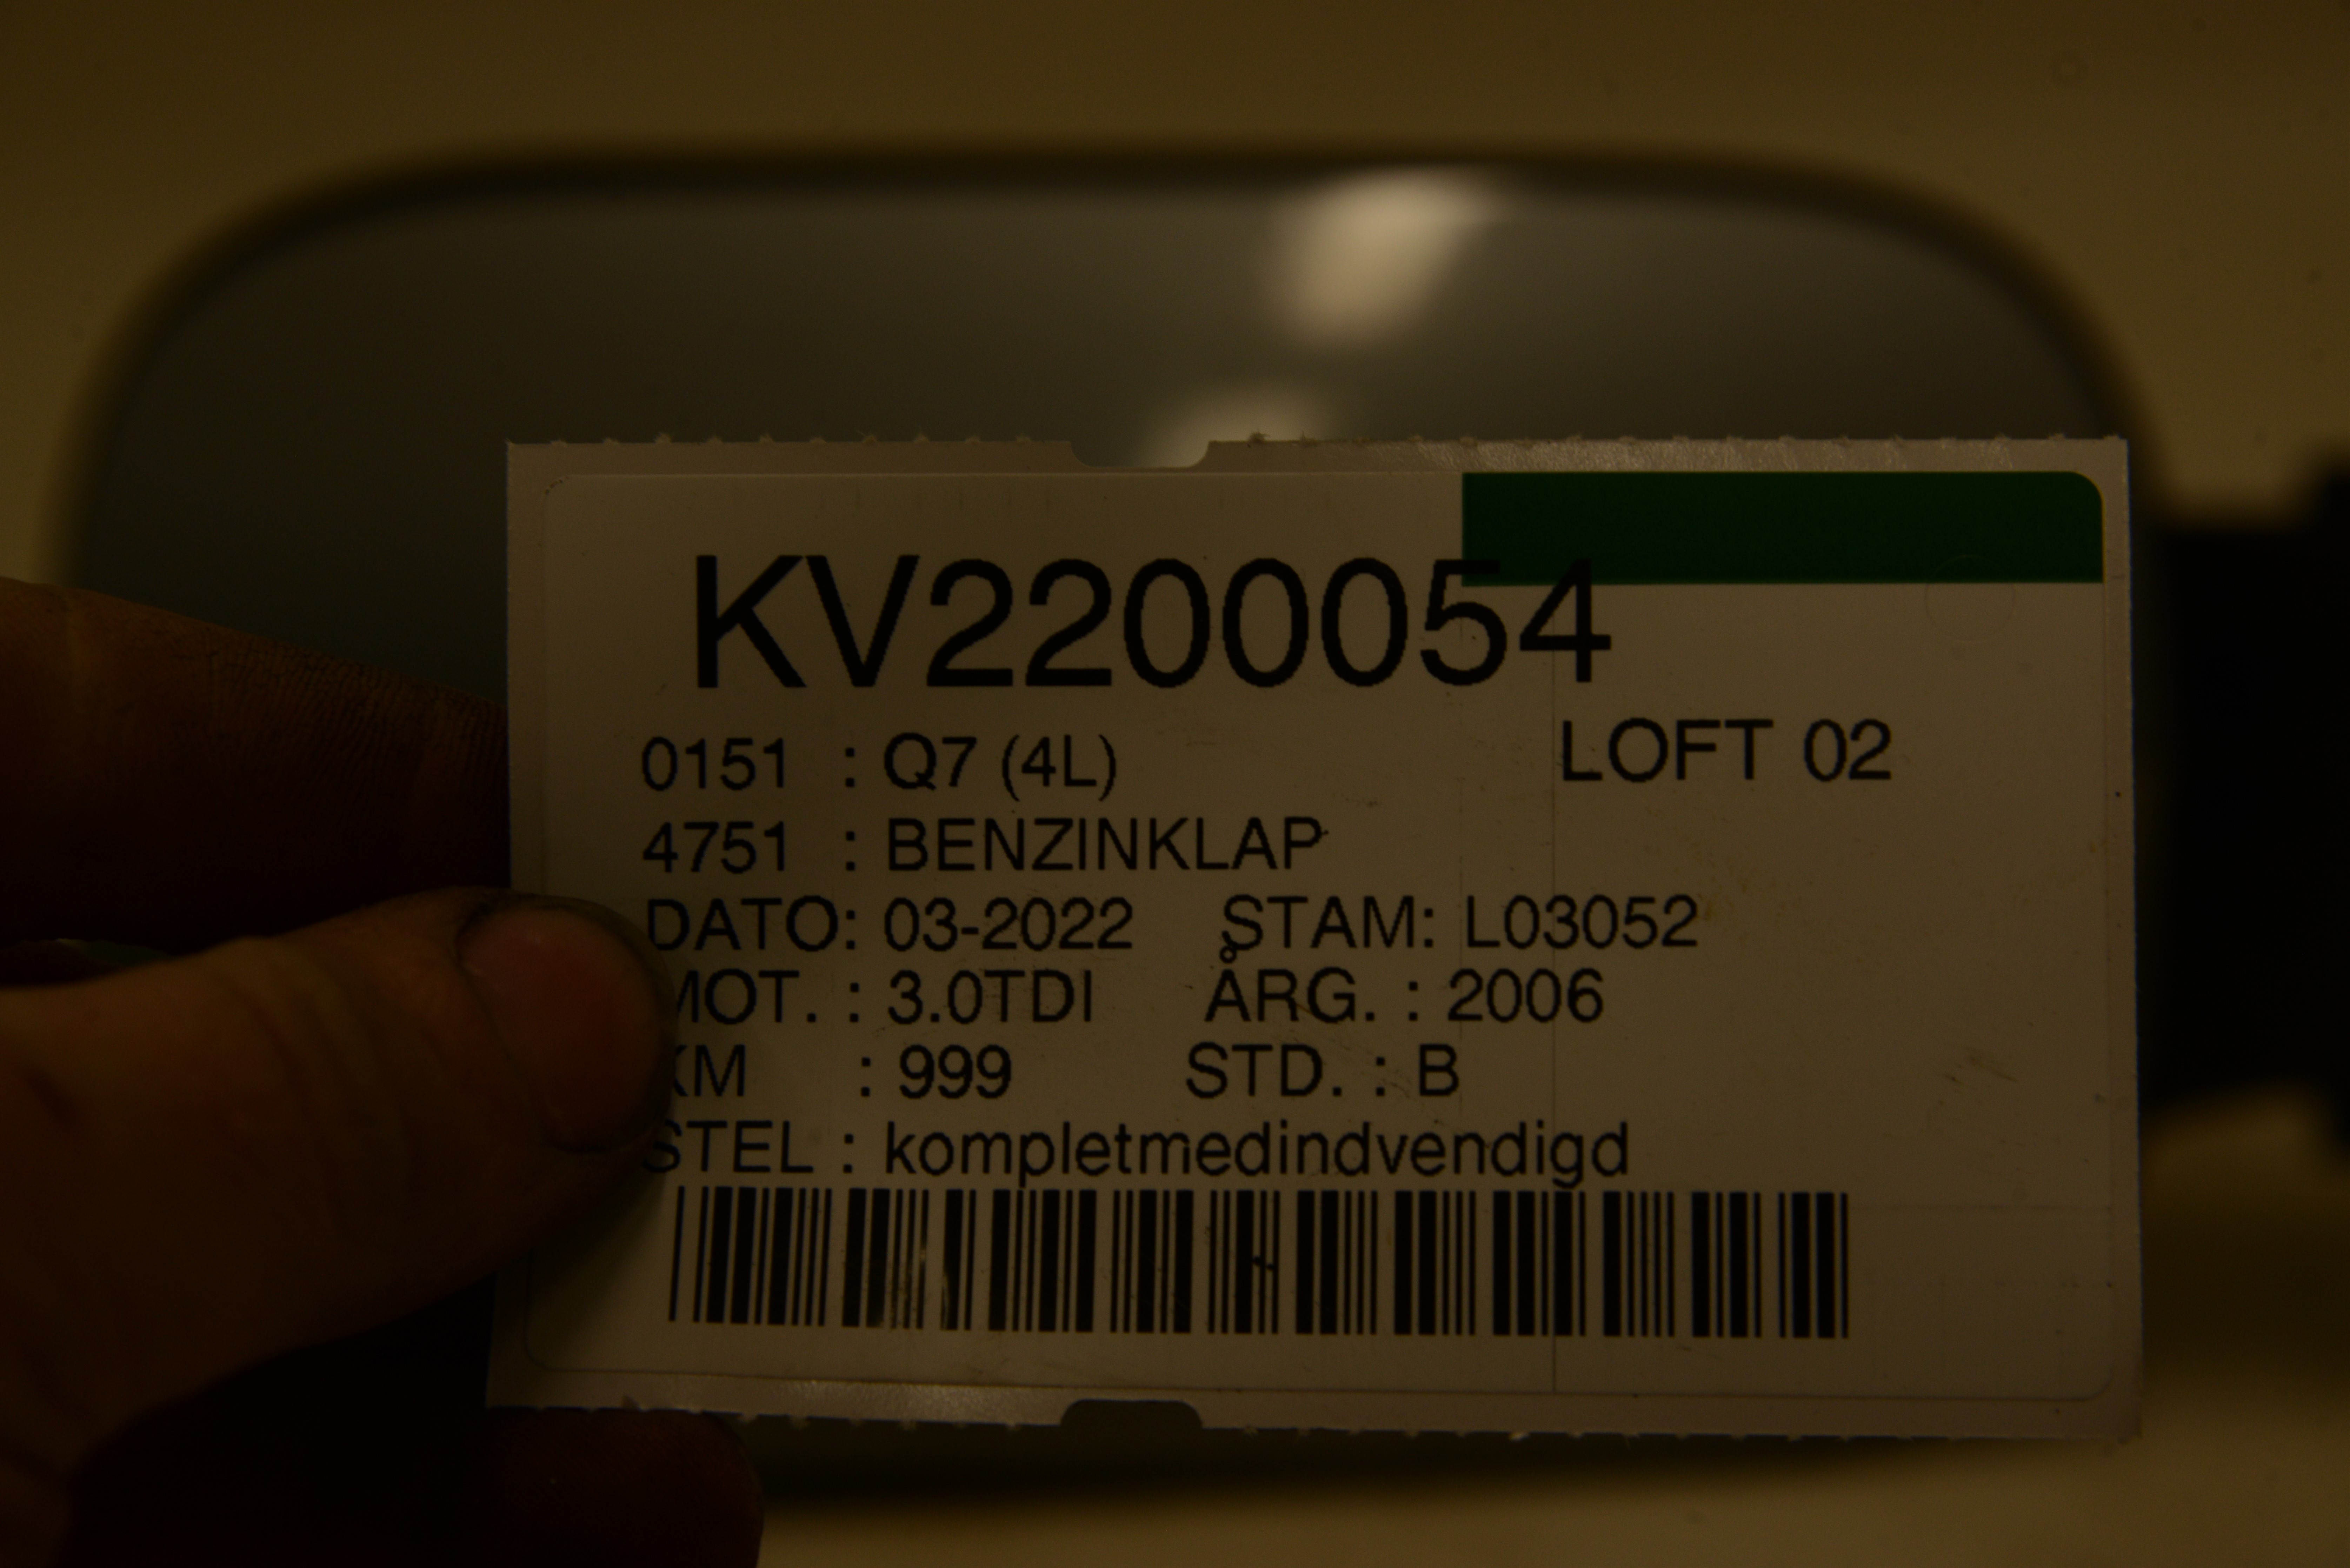 KV2200054
0151 : Q7 (4L) LOFT 02
4751 : BENZINKLAP
DATO: 03-2022 STAM: L03052
MOT. : 3.0TDI ÅRG. : 2006
KM : 999 STD. : B
STEL : kompletmedindvendigd